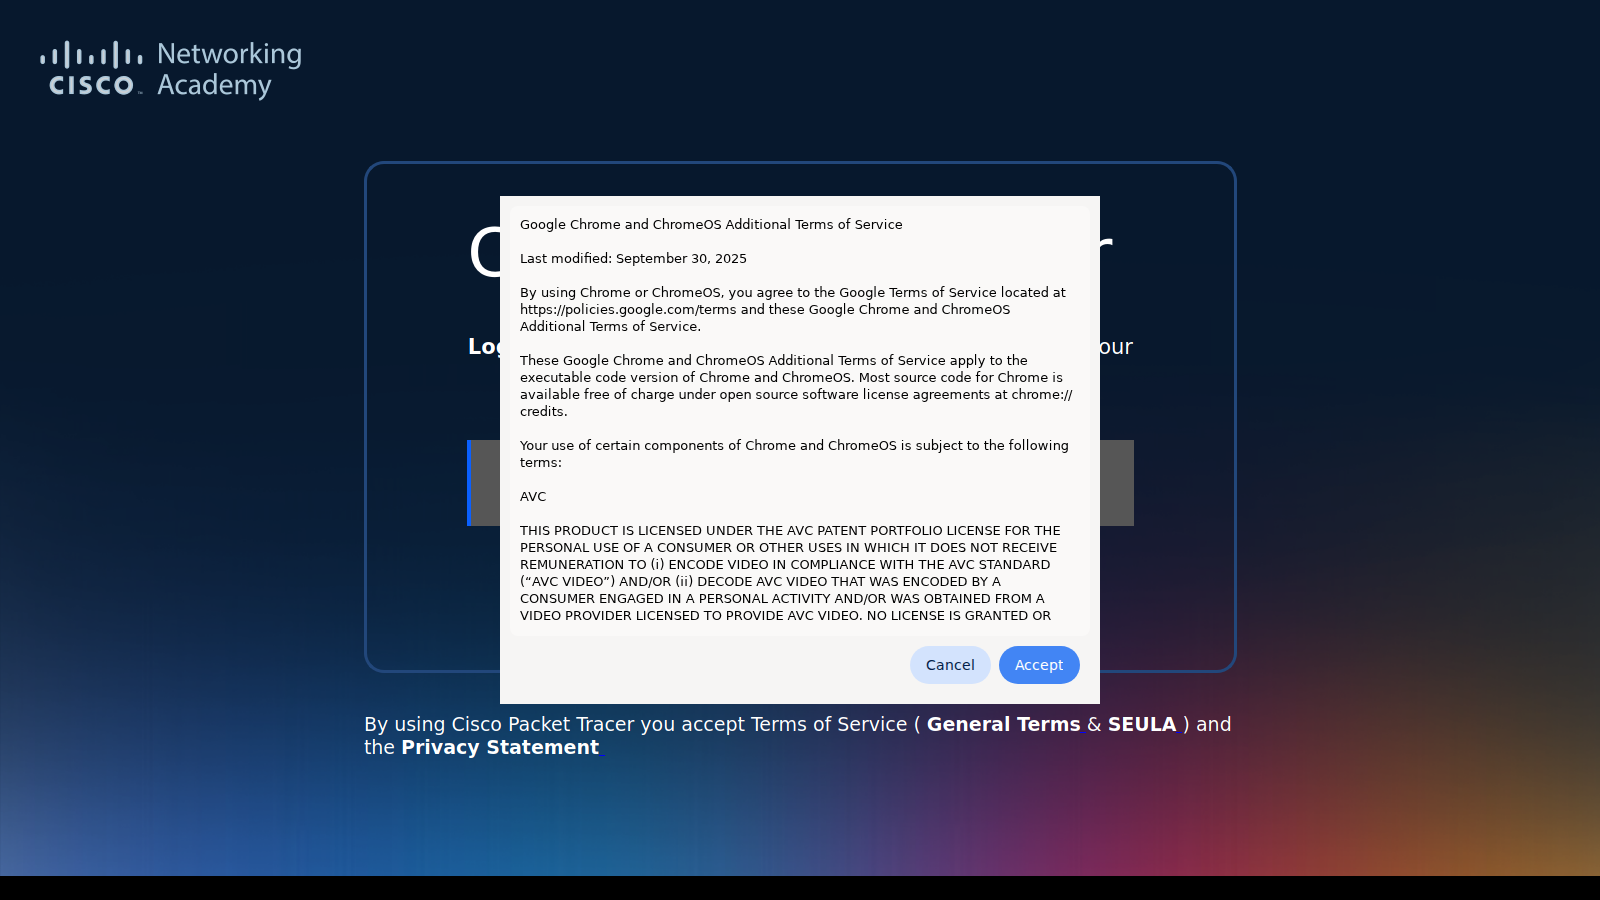 Networking
Academy
CISCO
Google Chrome and ChromeOS Additional Terms of Service
Last modified: September 30, 2025
By using Chrome or ChromeOS, you agree to the Google Terms of Service located at
https://policies.google.com/terms and these Google Chrome and ChromeOS
Additional Terms of Service.
These Google Chrome and ChromeOS Additional Terms of Service apply to the
executable code version of Chrome and ChromeOS. Most source code for Chrome is
available free of charge under open source software license agreements at chrome://
credits.
Your use of certain components of Chrome and ChromeOS is subject to the following
terms:
AVC
THIS PRODUCT IS LICENSED UNDER THE AVC PATENT PORTFOLIO LICENSE FOR THE
PERSONAL USE OF A CONSUMER OR OTHER USES IN WHICH IT DOES NOT RECEIVE
REMUNERATION TO (i) ENCODE VIDEO IN COMPLIANCE WITH THE AVC STANDARD
(“AVC VIDEO”) AND/OR (ii) DECODE AVC VIDEO THAT WAS ENCODED BY A
CONSUMER ENGAGED IN A PERSONAL ACTIVITY AND/OR WAS OBTAINED FROM A
VIDEO PROVIDER LICENSED TO PROVIDE AVC VIDEO. NO LICENSE IS GRANTED OR
Cancel
Accept
By using Cisco Packet Tracer you accept Terms of Service ( General Terms & SEULA ) and
the Privacy Statement